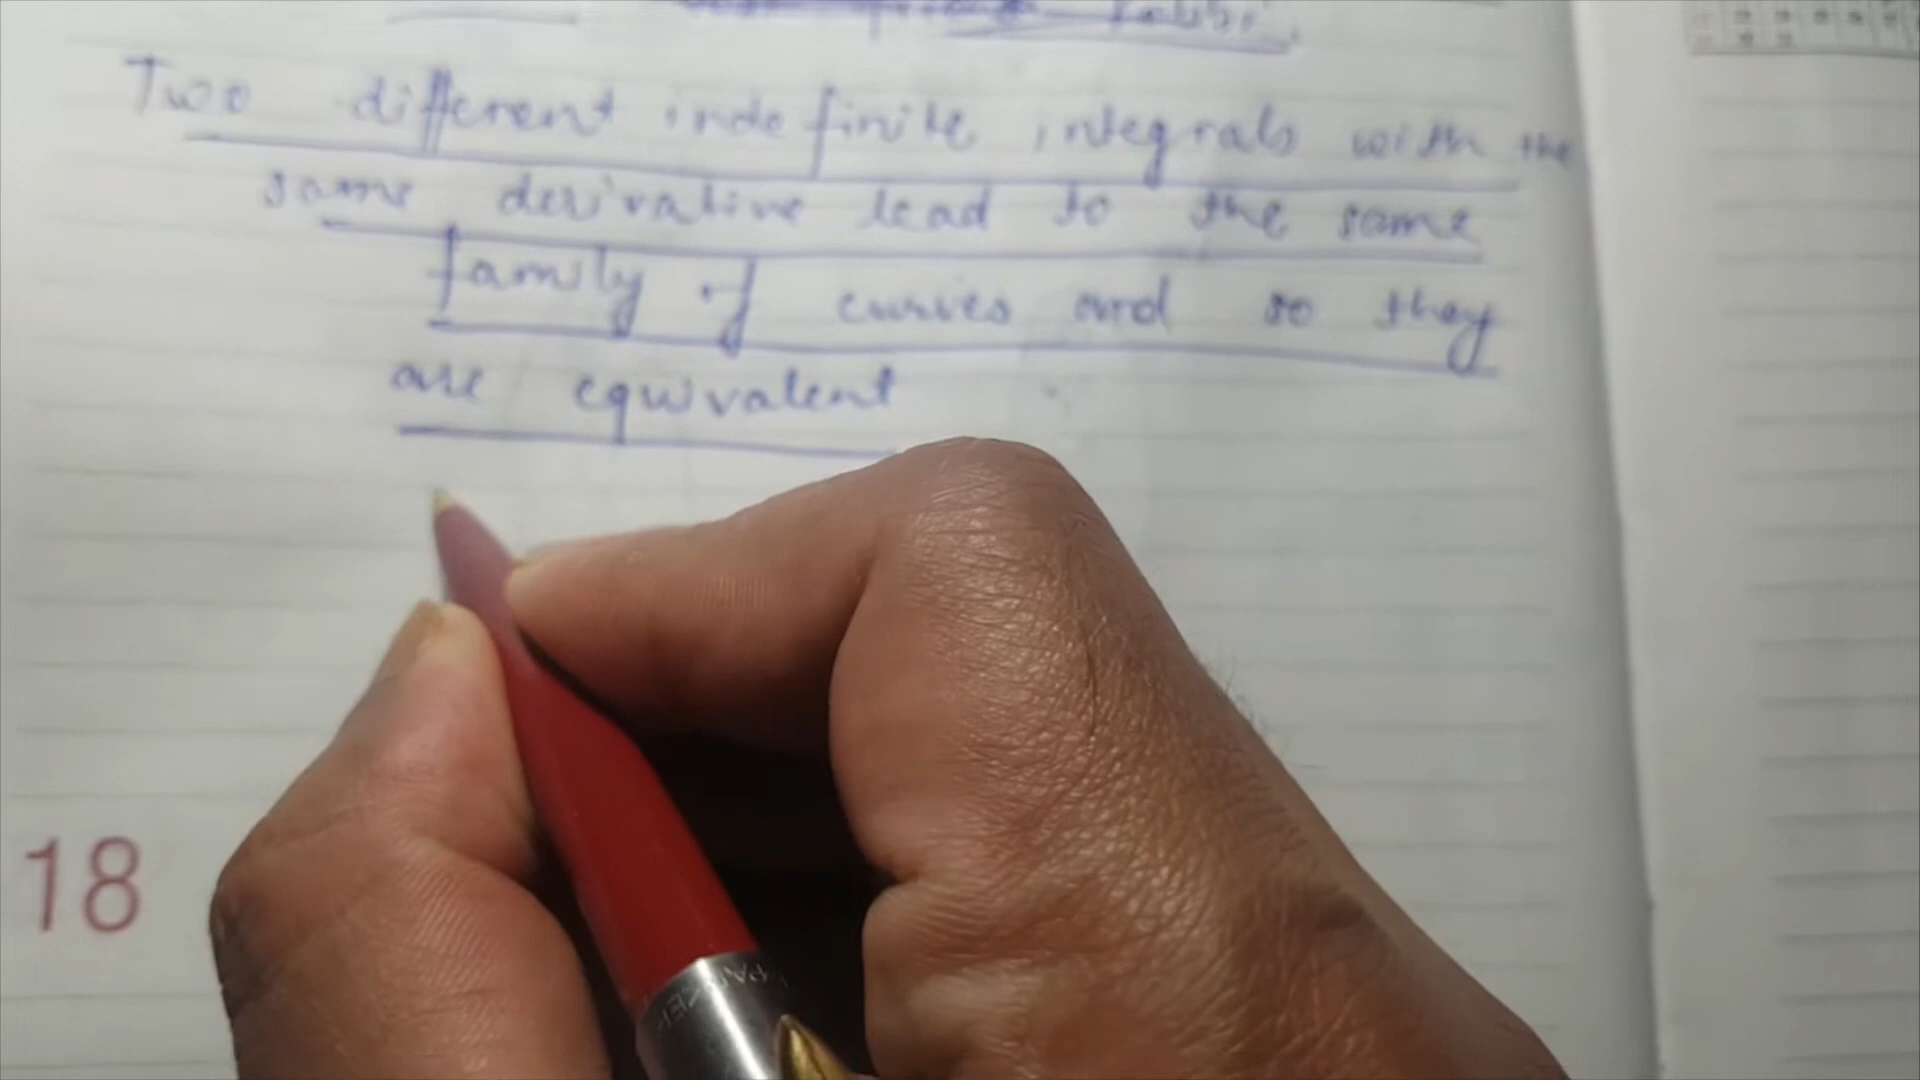 Two different indefinite integrals with the
same derivative lead to the same
family of curves and so they
are equivalent
18
PARKER